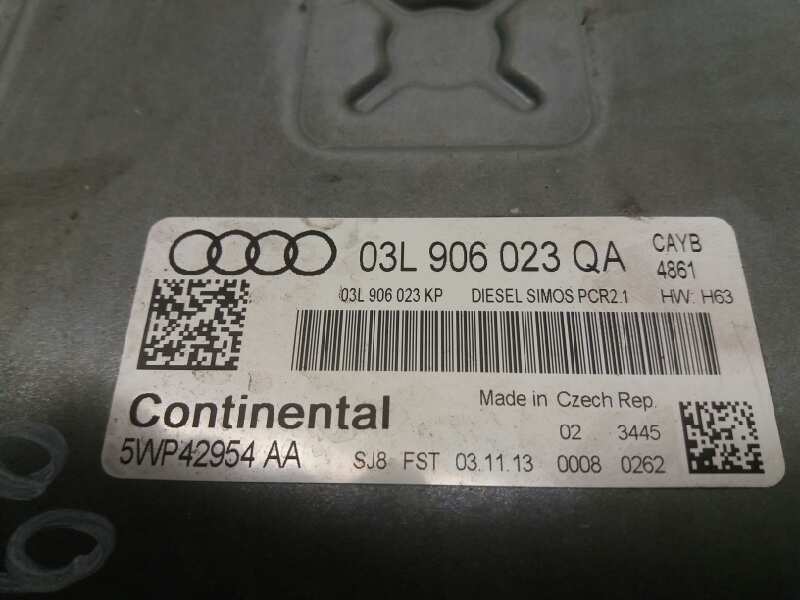 03L 906 023 QA CAYB
4861
03L 906 023 KP DIESEL SIMOS PCR2.1 HW: H63
Continental Made in Czech Rep.
02 3445
5WP42954 AA SJ8 FST 03.11.13 0008 0262